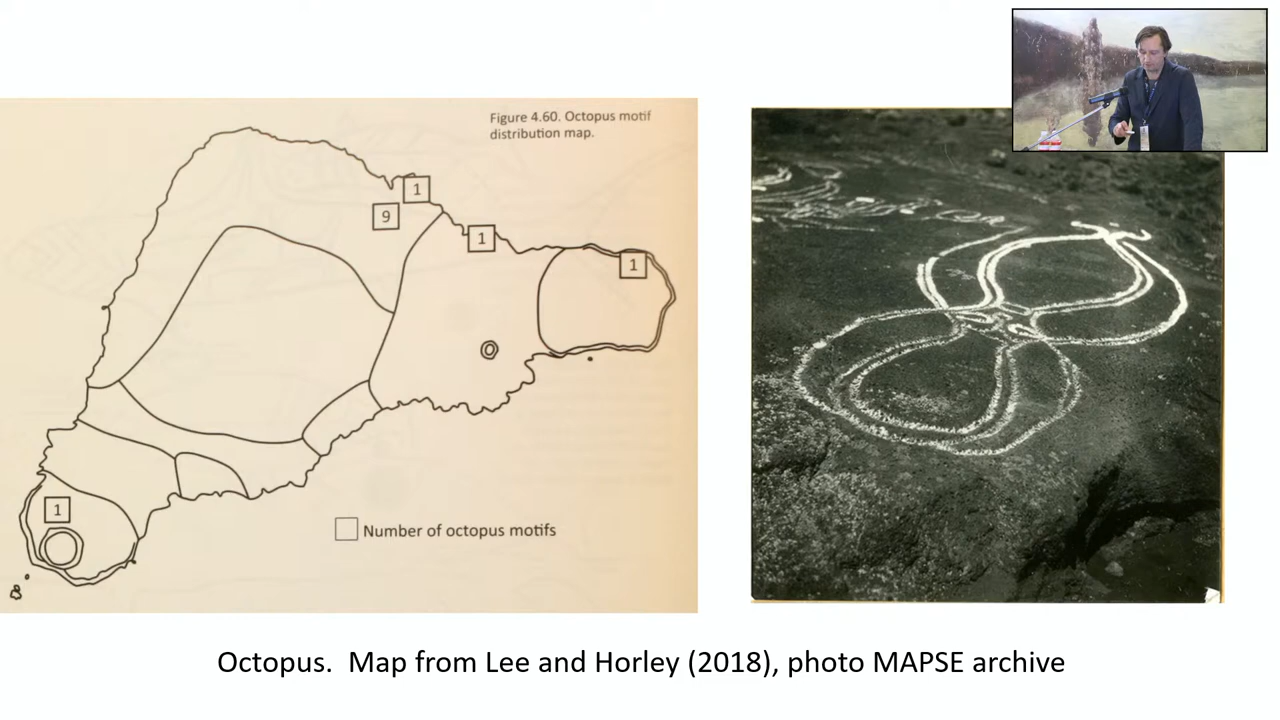 Figure 4.60. Octopus motif
distribution map.
1
9
1
1
1
Number of octopus motifs
Octopus.  Map from Lee and Horley (2018), photo MAPSE archive